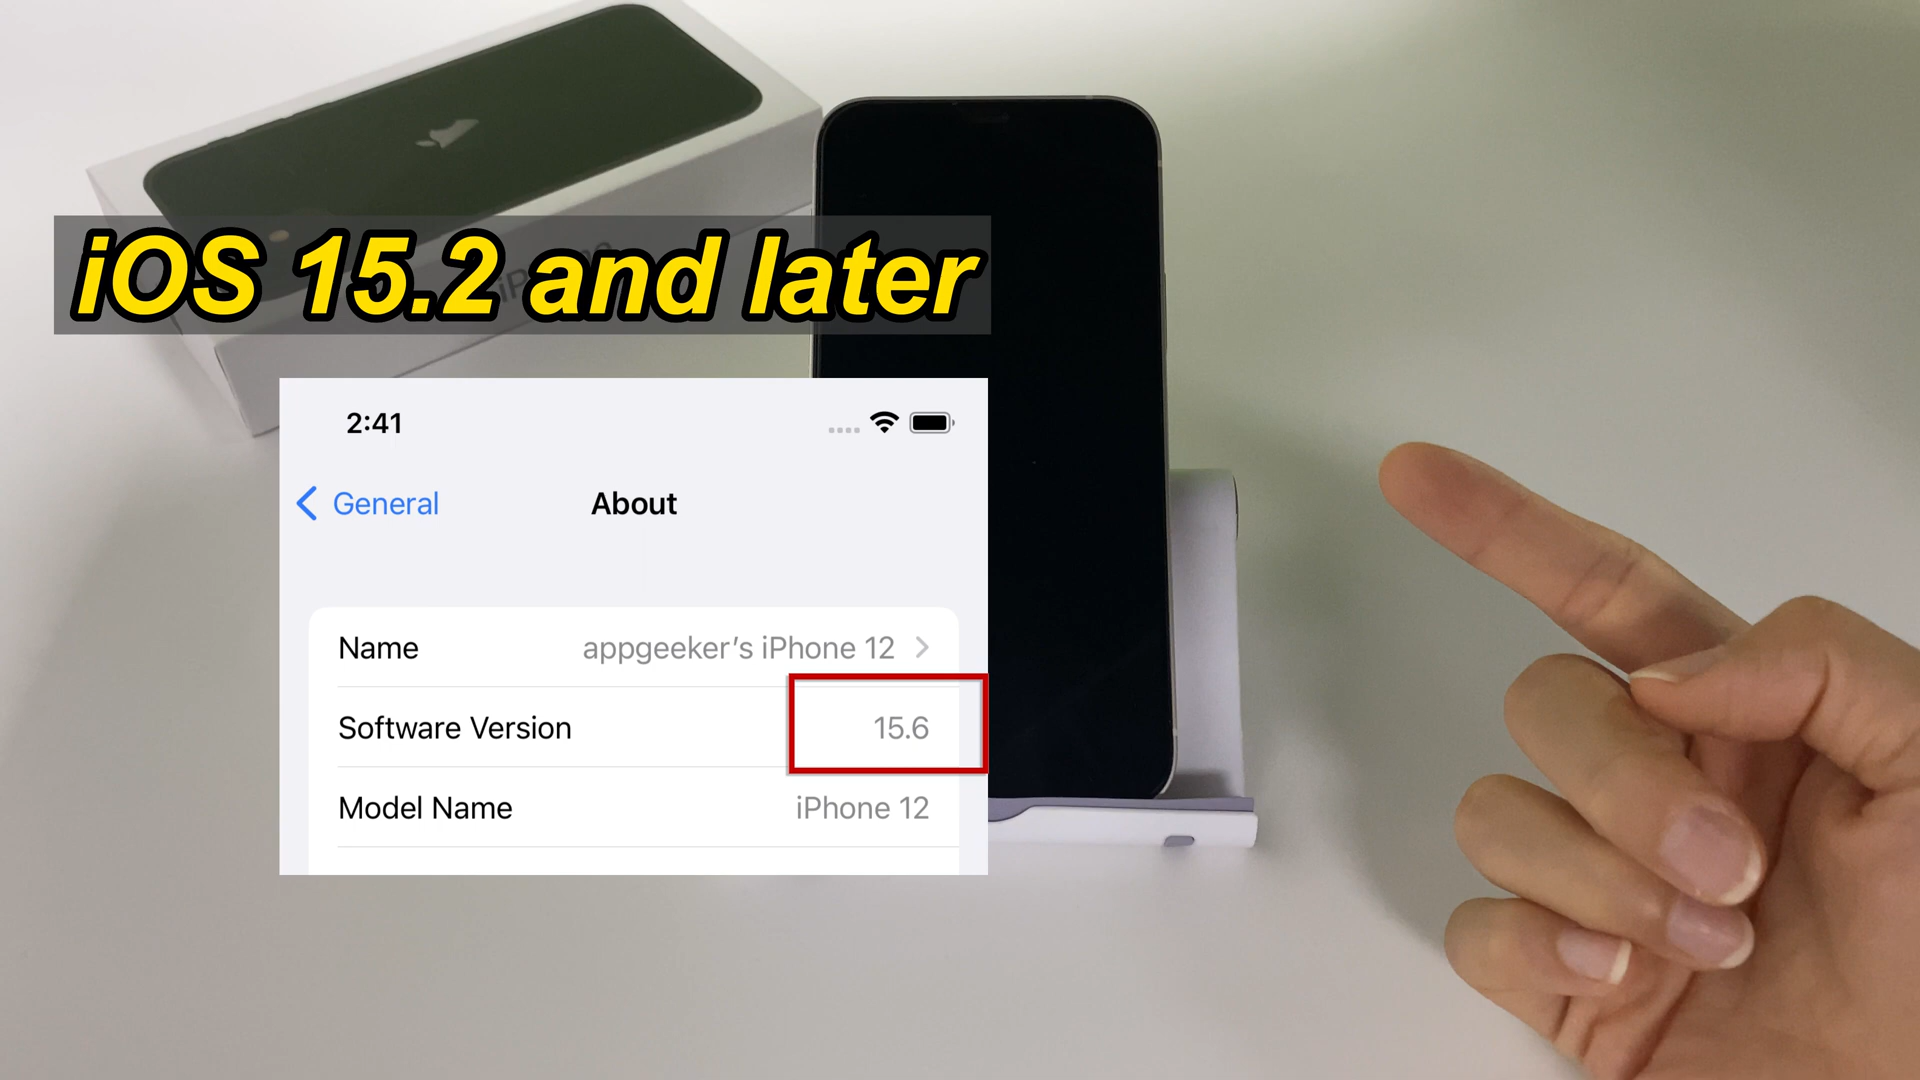 iOS 15.2 and later
2:41
General
About
Name appgeeker’s iPhone 12
Software Version 15.6
Model Name iPhone 12